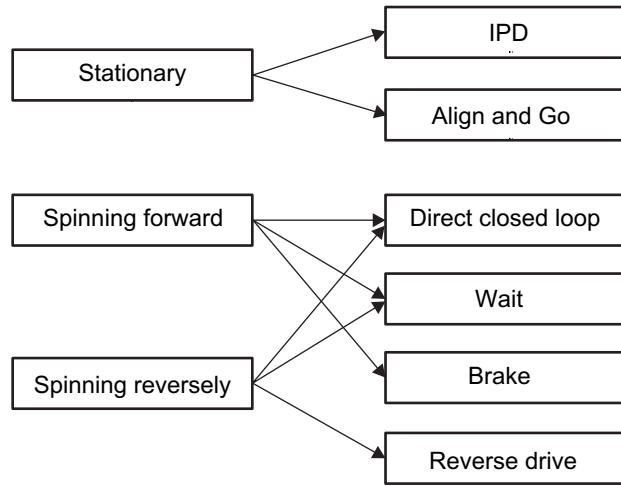 IPD
Stationary
Align and Go
Spinning forward
Direct closed loop
Wait
Spinning reversely
Brake
Reverse drive